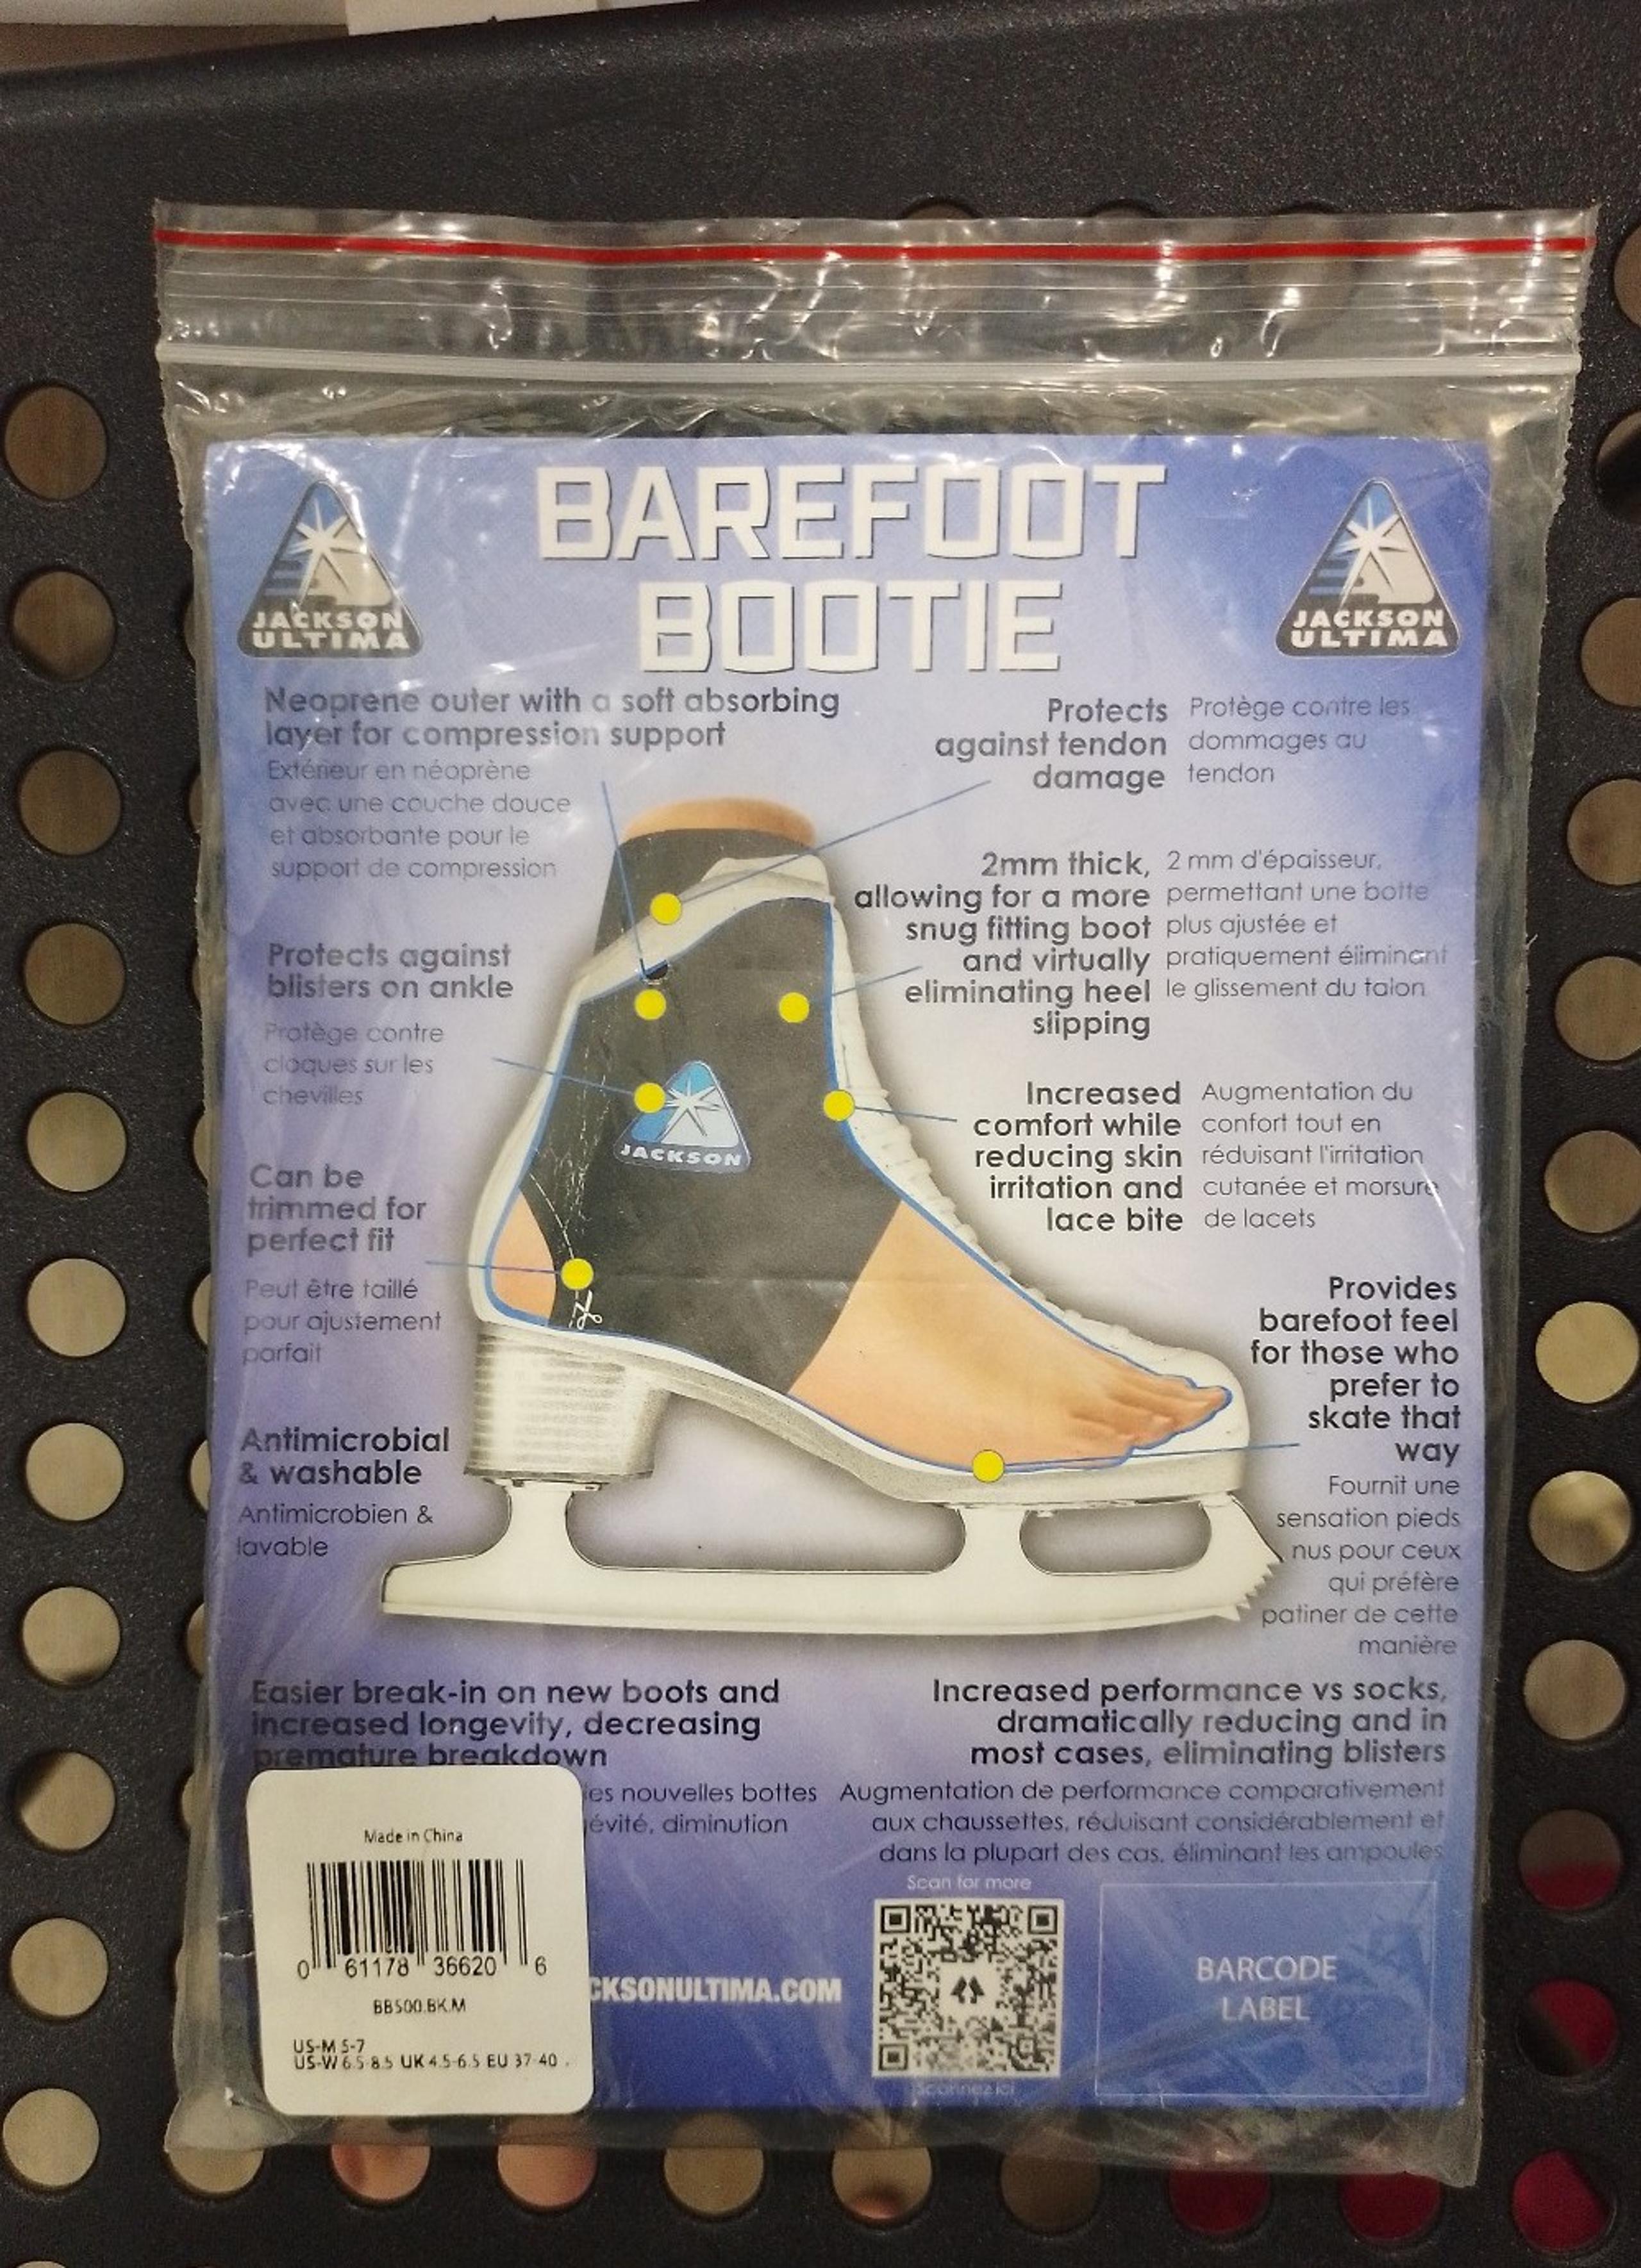 BAREFOOT
BOOTIE
JACKSON
ULTIMA
JACKSON
ULTIMA
Neoprene outer with a soft absorbing
layer for compression support
Extérieur en néoprène
avec une couche douce
et absorbante pour le
support de compression
Protects
against tendon
damage
Protège contre les
dommages au
tendon
2mm thick,
allowing for a more
snug fitting boot
and virtually
eliminating heel
slipping
2 mm d'épaisseur,
permettant une botte
plus ajustée et
pratiquement éliminant
le glissement du talon
Protects against
blisters on ankle
Protège contre
cloques sur les
chevilles
JACKSON
Increased
comfort while
reducing skin
irritation and
lace bite
Augmentation du
confort tout en
réduisant l'irritation
cutanée et morsure
de lacets
Can be
trimmed for
perfect fit
Peut être taillé
pour ajustement
parfait
Provides
barefoot feel
for those who
prefer to
skate that
way
Fournit une
sensation pieds
nus pour ceux
qui préfère
patiner de cette
manière
Antimicrobial
& washable
Antimicrobien &
lavable
Easier break-in on new boots and
increased longevity, decreasing
premature breakdown
nouvelles bottes
diminution
Increased performance vs socks,
dramatically reducing and in
most cases, eliminating blisters
Augmentation de performance comparativement
aux chaussettes, réduisant considérablement et
dans la plupart des cas, éliminant les ampoules
Made in China
0 61178 36620 6
BB500.BK.M
US-M 5-7
US-W 6.5-8.5 UK 4.5-6.5 EU 37-40
CKSONULTIMA.COM
Scan for more
Scannez ici
BARCODE
LABEL